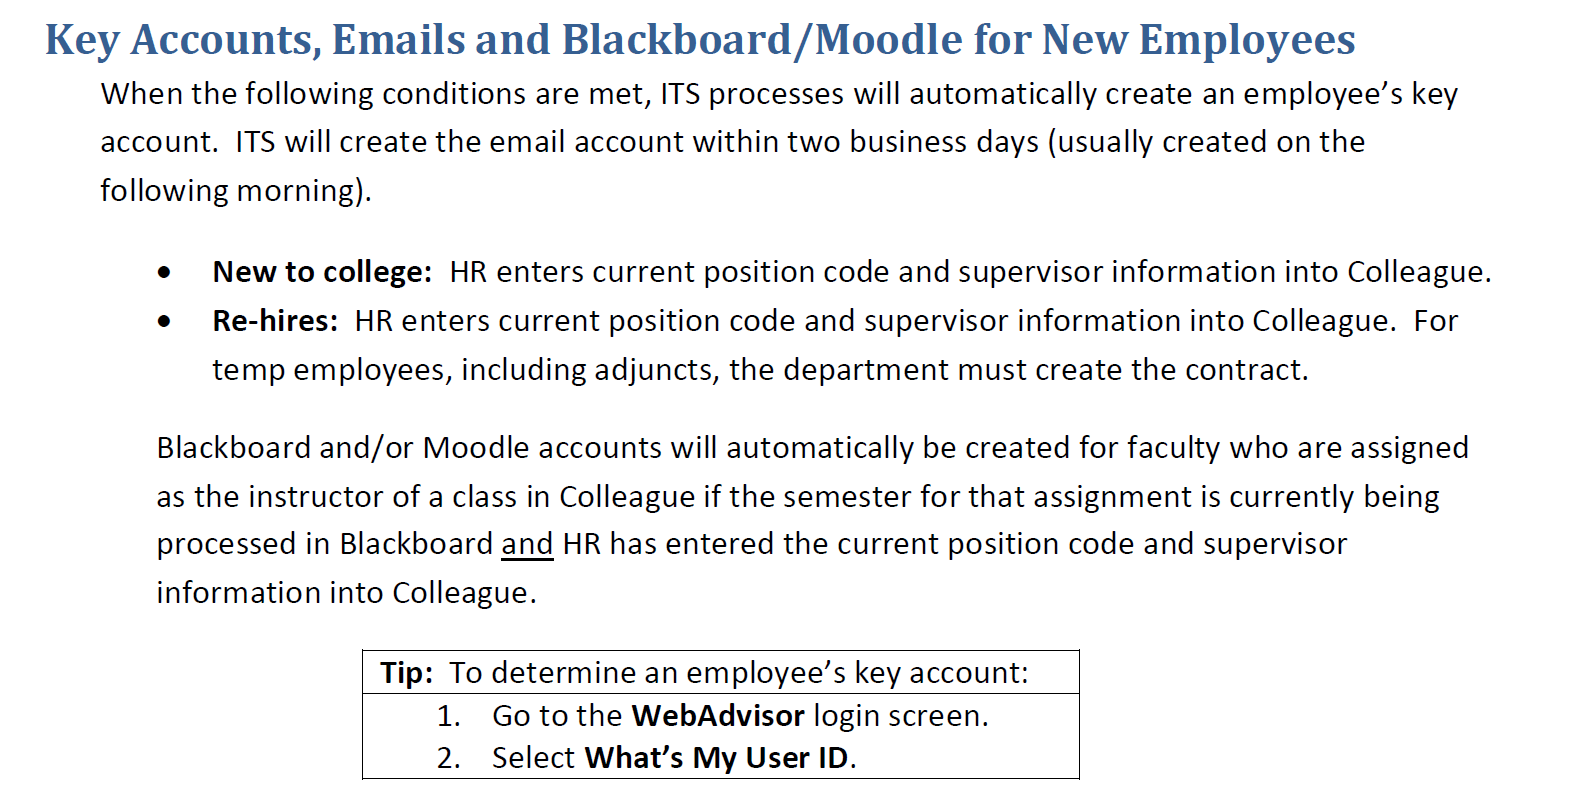 Key Accounts, Emails and Blackboard/Moodle for New Employees
When the following conditions are met, ITS processes will automatically create an employee’s key
account.  ITS will create the email account within two business days (usually created on the
following morning).
• New to college:  HR enters current position code and supervisor information into Colleague.
• Re-hires:  HR enters current position code and supervisor information into Colleague.  For
temp employees, including adjuncts, the department must create the contract.
Blackboard and/or Moodle accounts will automatically be created for faculty who are assigned
as the instructor of a class in Colleague if the semester for that assignment is currently being
processed in Blackboard and HR has entered the current position code and supervisor
information into Colleague.
Tip:  To determine an employee’s key account:
1. Go to the WebAdvisor login screen.
2. Select What’s My User ID.